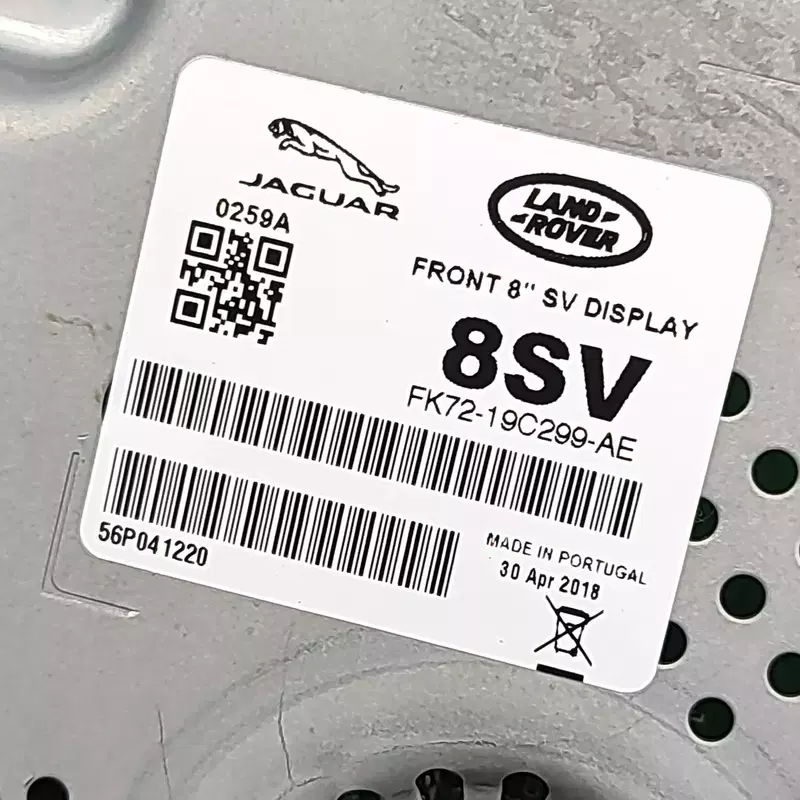 JAGUAR
LAND
ROVER
0259A
FRONT 8" SV DISPLAY
8SV
FK72-19C299-AE
56P041220
MADE IN PORTUGAL
30 Apr 2018